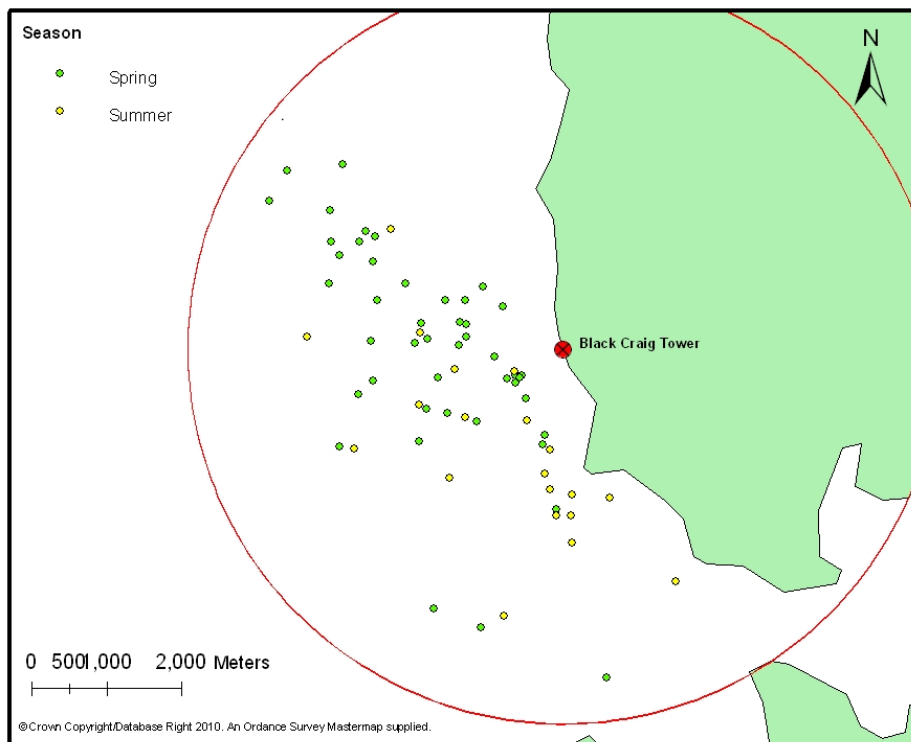 Season
N
Spring
Summer
Black Craig Tower
0 5001,000 2,000 Meters
©Crown Copyright/Database Right 2010. An Ordance Survey Mastermap supplied.